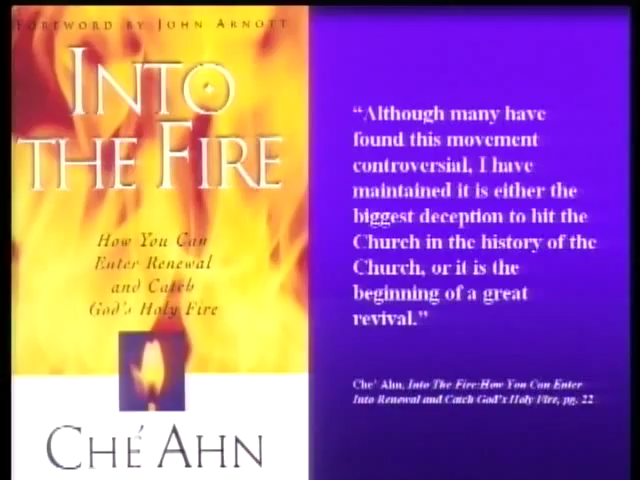 FOREWORD BY JOHN ARNOTT
INTO
THE FIRE
How You Can
Enter Renewal
and Catch
God's Holy Fire
CHÉ AHN
“Although many have
found this movement
controversial, I have
maintained it is either the
biggest deception to hit the
Church in the history of the
Church, or it is the
beginning of a great
revival.”
Che' Ahn, Into The Fire:How You Can Enter
Into Renewal and Catch God's Holy Fire, pg. 22